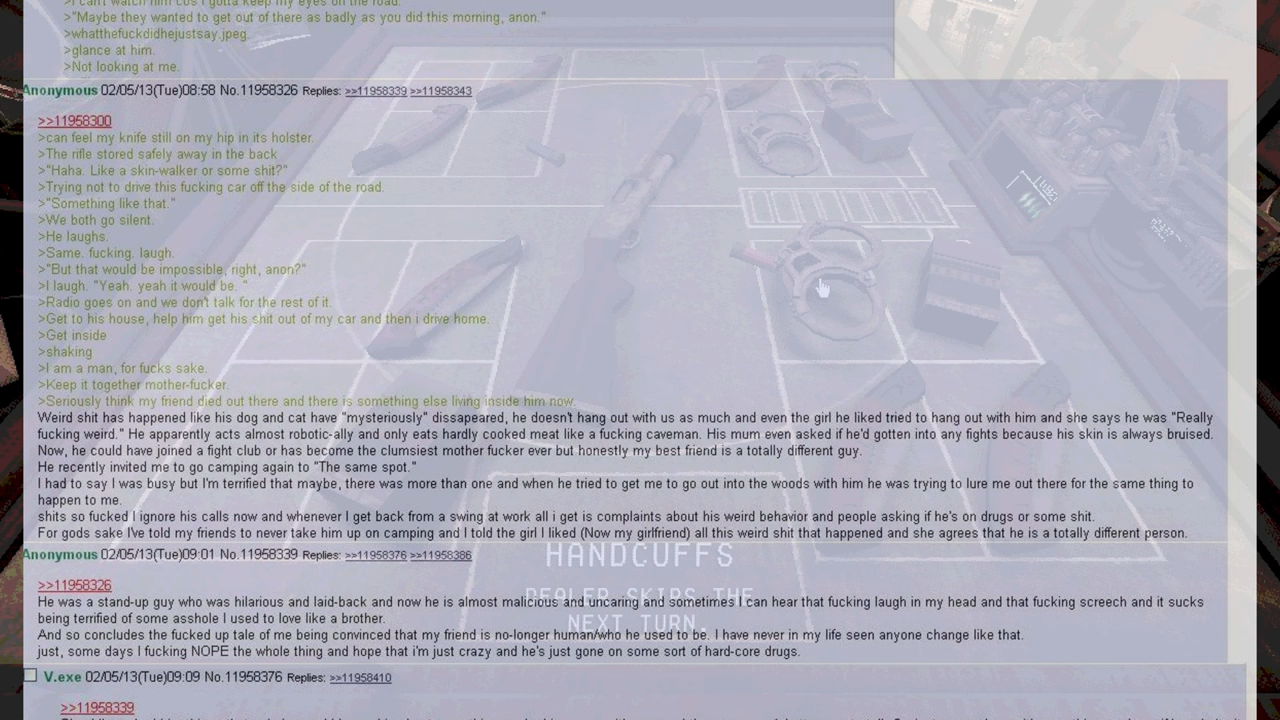 >I can't watch him cos I gotta keep my eyes on the road.
>"Maybe they wanted to get out of there as badly as you did this morning, anon."
>whatthefuckdidhejustsay.jpeg.
>glance at him.
>Not looking at me.
Anonymous 02/05/13(Tue)08:58 No.11958326 Replies: >>11958339 >>11958343
>>11958300
>can feel my knife still on my hip in its holster.
>The rifle stored safely away in the back
>"Haha. Like a skin-walker or some shit?"
>Trying not to drive this fucking car off the side of the road.
>"Something like that."
>We both go silent.
>He laughs.
>Same. fucking. laugh.
>"But that would be impossible, right, anon?"
>I laugh. "Yeah. yeah it would be. "
>Radio goes on and we don't talk for the rest of it.
>Get to his house, help him get his shit out of my car and then i drive home.
>Get inside
>shaking
>I am a man, for fucks sake.
>Keep it together mother-fucker.
>Seriously think my friend died out there and there is something else living inside him now.
Weird shit has happened like his dog and cat have "mysteriously" dissapeared, he doesn't hang out with us as much and even the girl he liked tried to hang out with him and she says he was "Really
fucking weird." He apparently acts almost robotic-ally and only eats hardly cooked meat like a fucking caveman. His mum even asked if he'd gotten into any fights because his skin is always bruised.
Now, he could have joined a fight club or has become the clumsiest mother fucker ever but honestly my best friend is a totally different guy.
He recently invited me to go camping again to "The same spot."
I had to say I was busy but I'm terrified that maybe, there was more than one and when he tried to get me to go out into the woods with him he was trying to lure me out there for the same thing to
happen to me.
shits so fucked I ignore his calls now and whenever I get back from a swing at work all i get is complaints about his weird behavior and people asking if he's on drugs or some shit.
For gods sake I've told my friends to never take him up on camping and I told the girl I liked (Now my girlfriend) all this weird shit that happened and she agrees that he is a totally different person.
Anonymous 02/05/13(Tue)09:01 No.11958339 Replies: >>11958376 >>11958386
HANDCUFFS
>>11958326
DEALER SKIPS THE
NEXT TURN.
He was a stand-up guy who was hilarious and laid-back and now he is almost malicious and uncaring and sometimes I can hear that fucking laugh in my head and that fucking screech and it sucks
being terrified of some asshole I used to love like a brother.
And so concludes the fucked up tale of me being convinced that my friend is no-longer human/who he used to be. I have never in my life seen anyone change like that.
just, some days I fucking NOPE the whole thing and hope that i'm just crazy and he's just gone on some sort of hard-core drugs.
V.exe 02/05/13(Tue)09:09 No.11958376 Replies: >>11958410
>>11958339